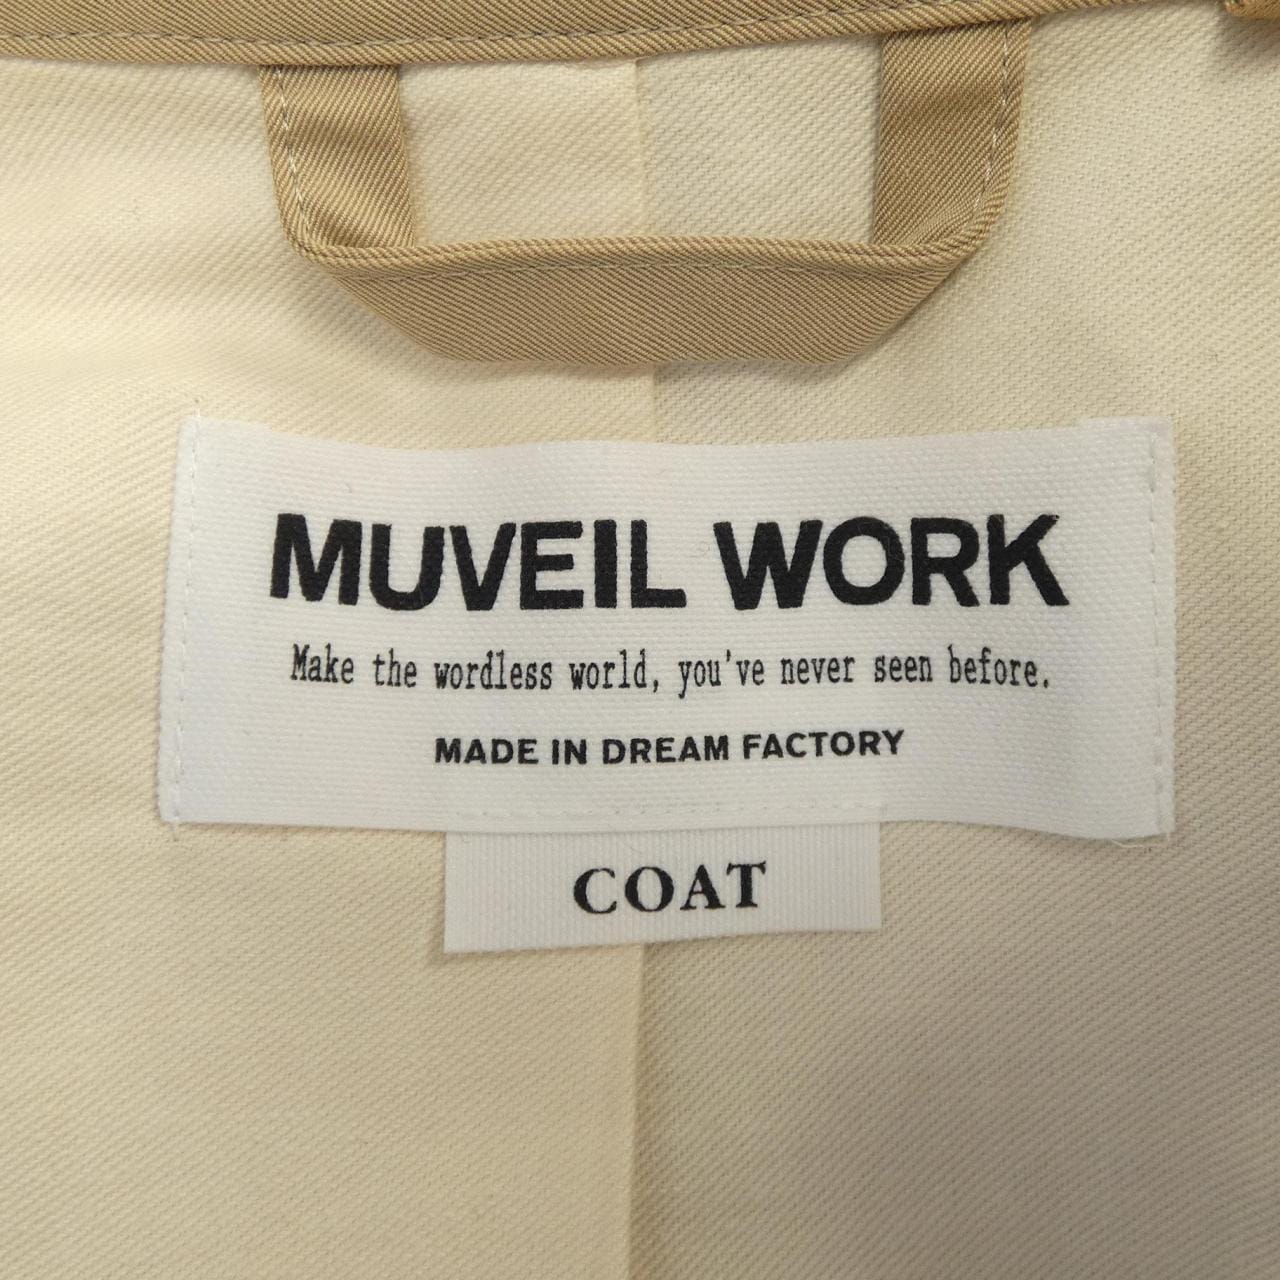 MUVEIL WORK
Make the wordless world, you've never seen before.
MADE IN DREAM FACTORY
COAT